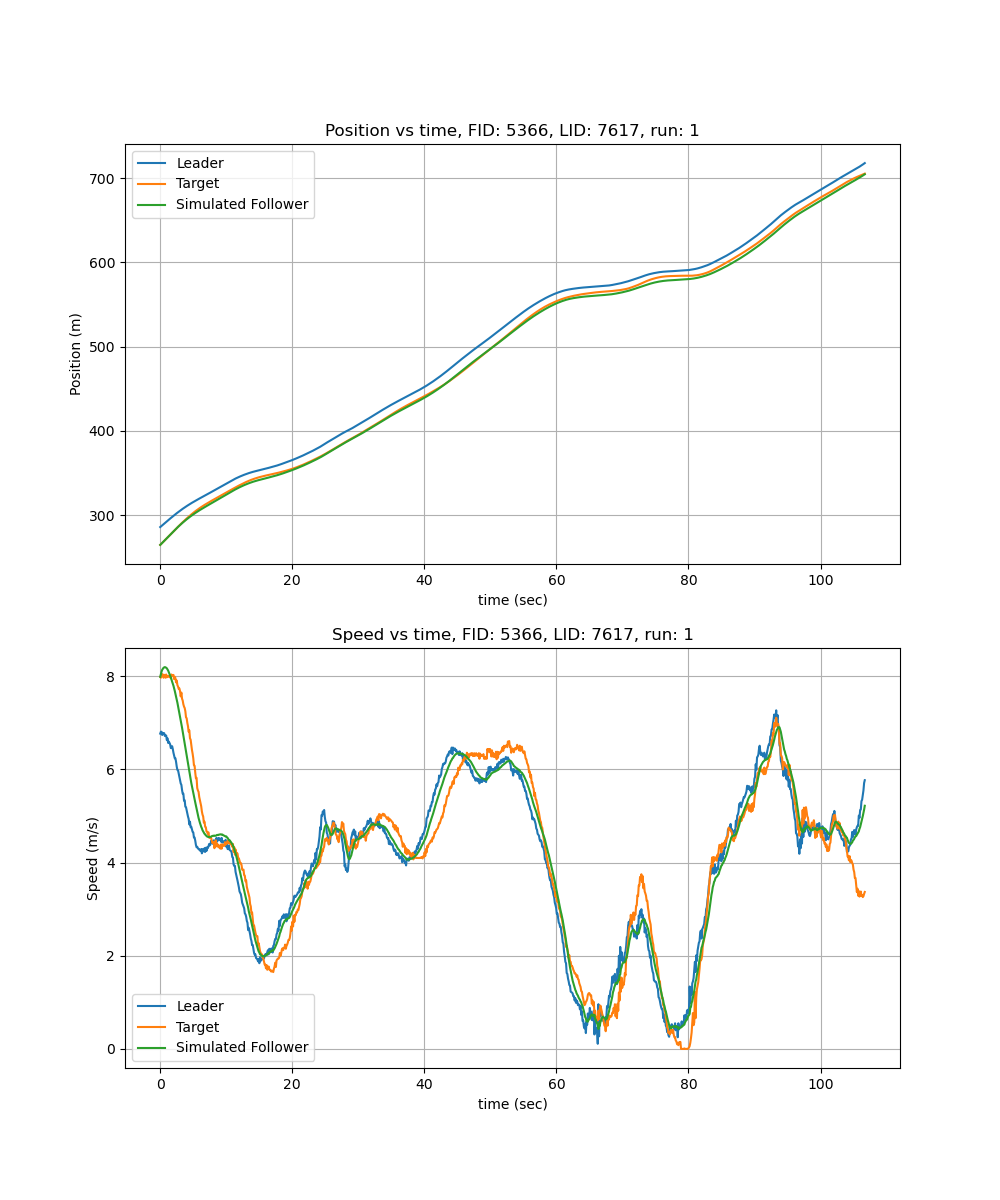 Position vs time, FID: 5366, LID: 7617, run: 1
Leader
Target
Simulated Follower
Position (m)
700
600
500
400
300
0 20 40 60 80 100
time (sec)
Speed vs time, FID: 5366, LID: 7617, run: 1
Speed (m/s)
8
6
4
2
0
Leader
Target
Simulated Follower
0 20 40 60 80 100
time (sec)